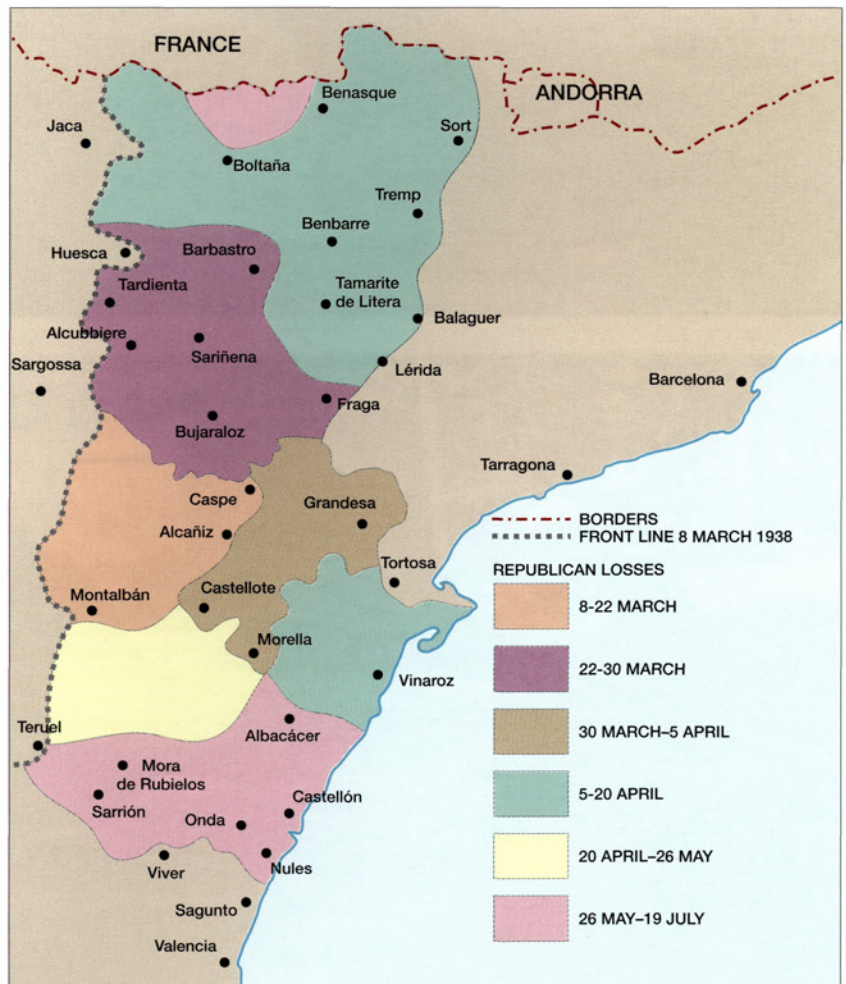 FRANCE
Benasque
ANDORRA
Jaca
Sort
Boltaña
Tremp
Benbarre
Huesca
Barbastro
Tardienta
Tamarite
de Litera
Balaguer
Alcubbiere
Sariñena
Sargossa
Lérida
Barcelona
Fraga
Bujaraloz
Tarragona
Caspe
Grandesa
Alcañiz
BORDERS
FRONT LINE 8 MARCH 1938
Tortosa
REPUBLICAN LOSSES
Castellote
Montalbán
8-22 MARCH
Morella
22-30 MARCH
Vinaroz
Teruel
Albacácer
30 MARCH–5 APRIL
Mora
de Rubielos
Castellón
5-20 APRIL
Sarrión
Onda
20 APRIL–26 MAY
Viver
Nules
Sagunto
26 MAY–19 JULY
Valencia